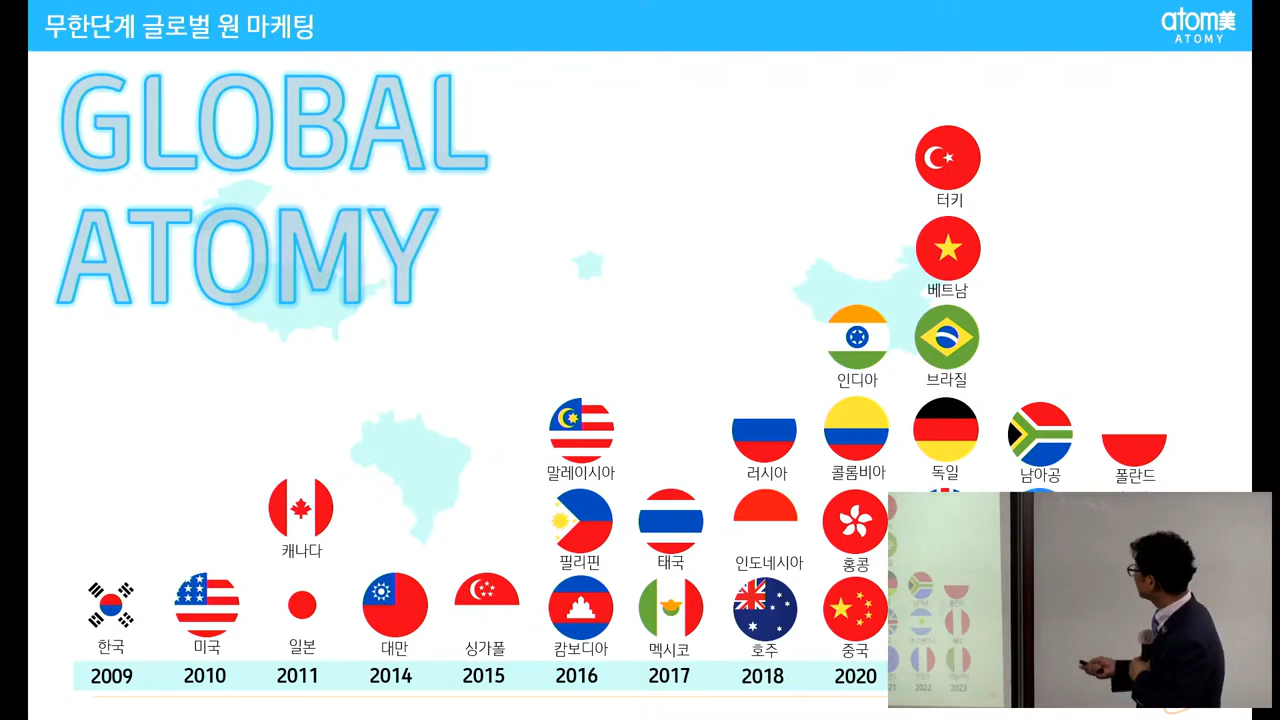 무한단계 글로벌 원 마케팅
atom美
ATOMY
GLOBAL
ATOMY
터키
베트남
인디아
브라질
말레이시아
러시아
콜롬비아
독일
남아공
폴란드
캐나다
필리핀
태국
인도네시아
홍콩
한국
미국
일본
대만
싱가폴
캄보디아
멕시코
호주
중국
2009
2010
2011
2014
2015
2016
2017
2018
2020
2022
2023